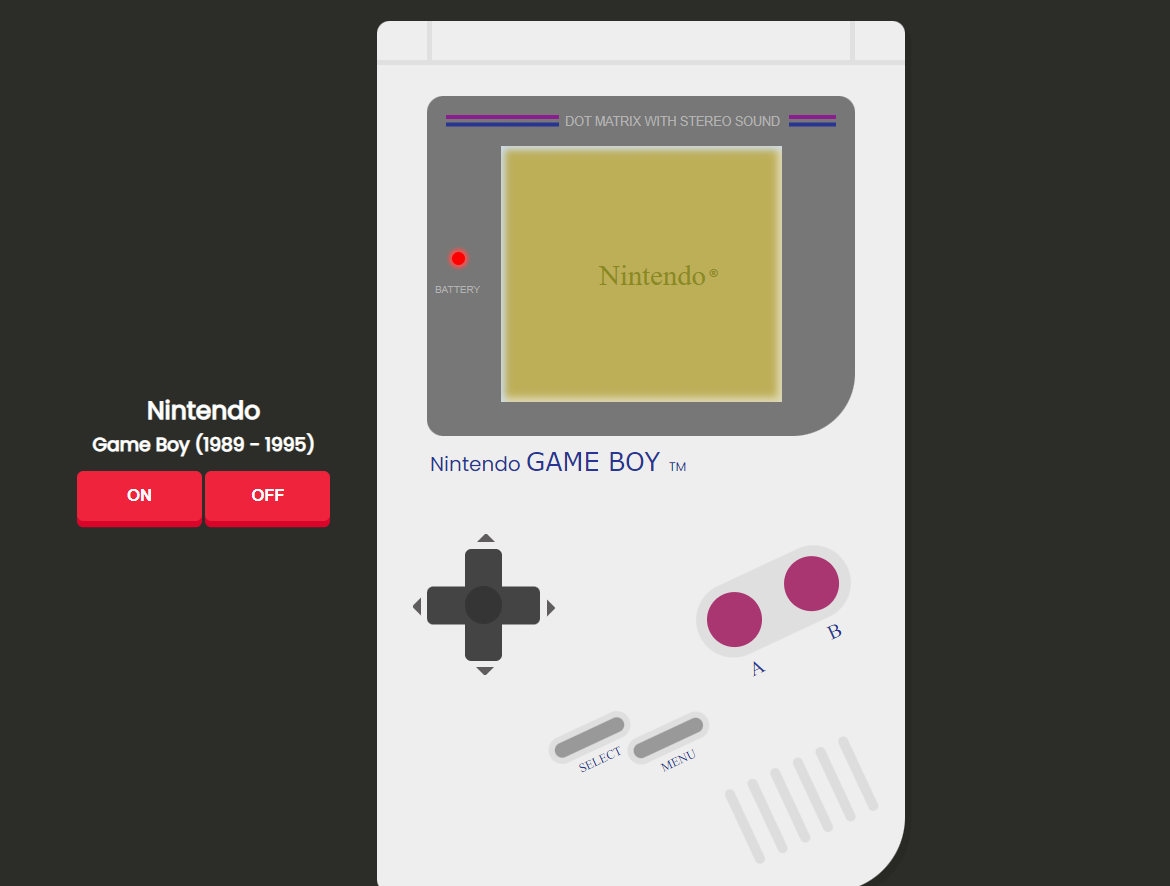 DOT MATRIX WITH STEREO SOUND
Nintendo®
BATTERY
Nintendo
Game Boy (1989 - 1995)
ON OFF
Nintendo GAME BOY TM
B
A
SELECT MENU